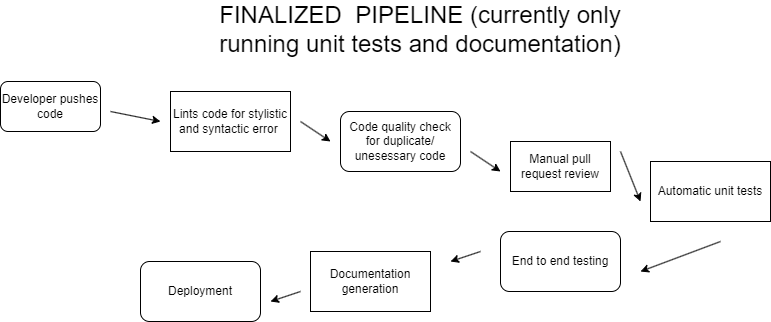 FINALIZED PIPELINE (currently only
running unit tests and documentation)
Developer pushes
code
Lints code for stylistic
and syntactic error
Code quality check
for duplicate/
unesessary code
Manual pull
request review
Automatic unit tests
End to end testing
Documentation
generation
Deployment